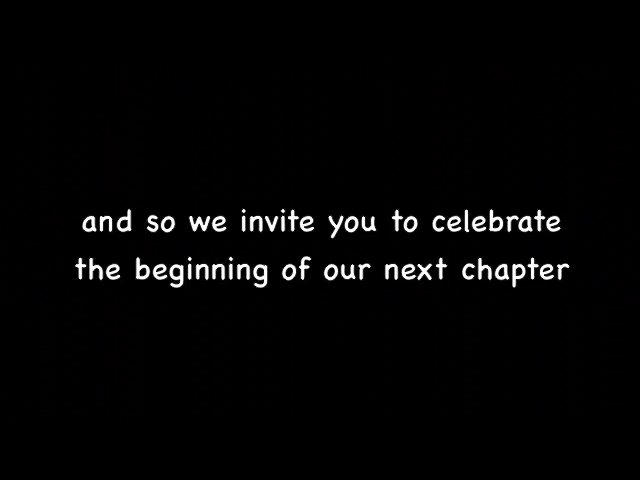 and so we invite you to celebrate
the beginning of our next chapter